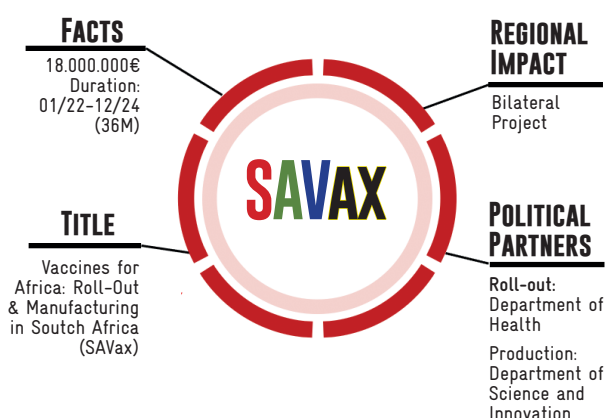 FACTS
18.000.000€
Duration:
01/22-12/24
(36M)
REGIONAL
IMPACT
Bilateral
Project
SAVAX
TITLE
Vaccines for
Africa: Roll-Out
& Manufacturing
in Soutch Africa
(SAVax)
POLITICAL
PARTNERS
Roll-out:
Department of
Health
Production:
Department of
Science and
Innovation